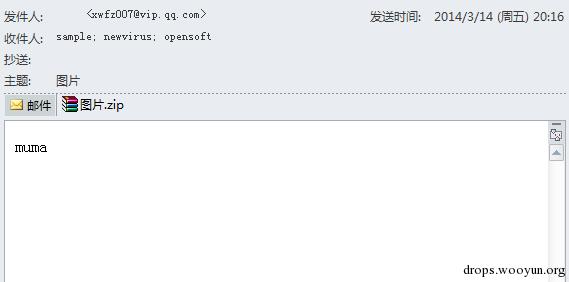 发件人: <xwfz007@vip.qq.com> 发送时间: 2014/3/14 (周五) 20:16
收件人: sample; newvirus; opensoft
抄送:
主题: 图片
邮件 图片.zip
muma
drops.wooyun.org